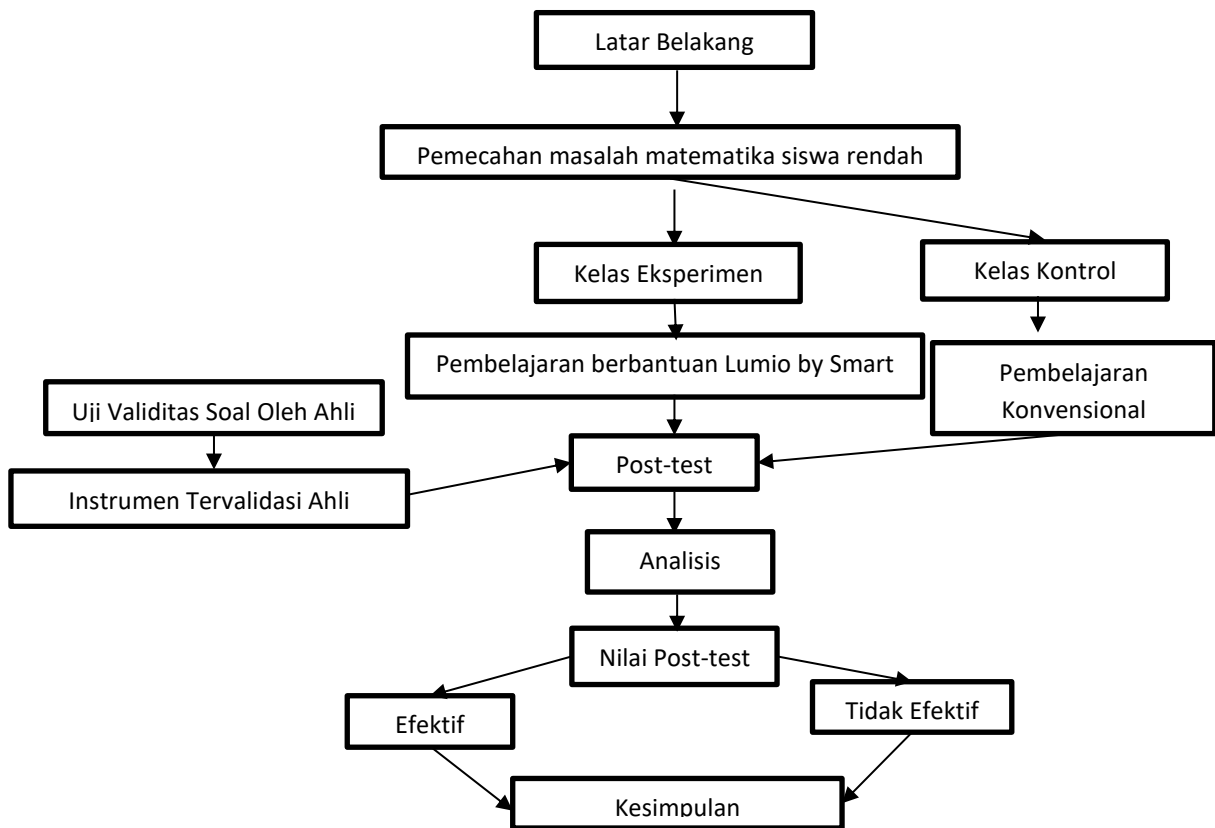 Latar Belakang
Pemecahan masalah matematika siswa rendah
Kelas Eksperimen
Kelas Kontrol
Pembelajaran berbantuan Lumio by Smart
Pembelajaran
Konvensional
Uji Validitas Soal Oleh Ahli
Instrumen Tervalidasi Ahli
Post-test
Analisis
Nilai Post-test
Efektif
Tidak Efektif
Kesimpulan